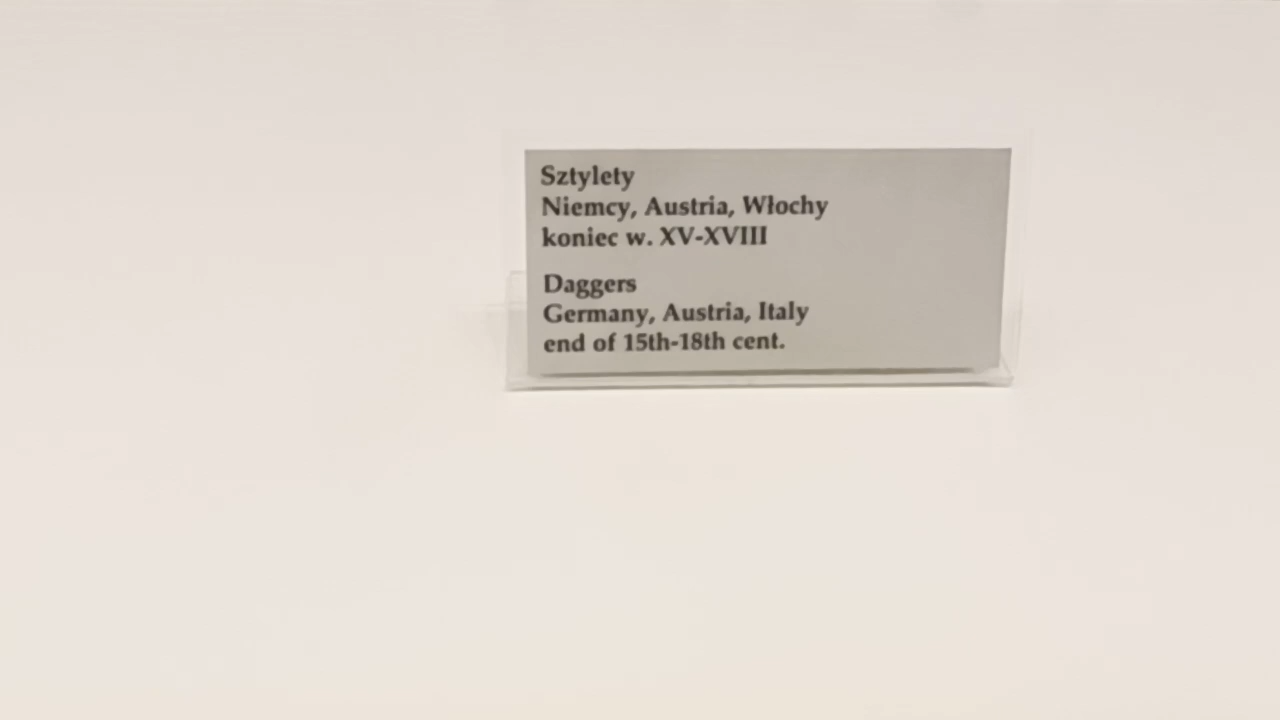 Sztylety
Niemcy, Austria, Włochy
koniec w. XV-XVIII
Daggers
Germany, Austria, Italy
end of 15th-18th cent.